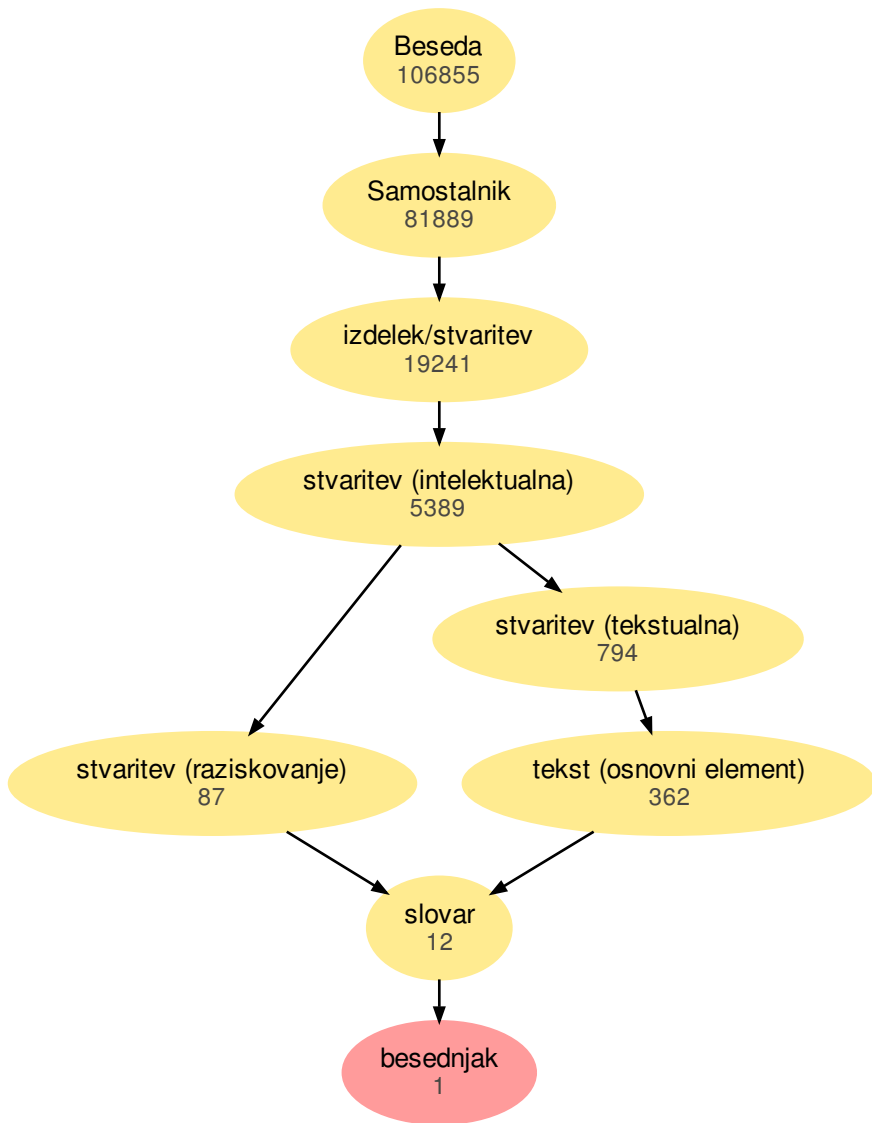 Beseda
106855
Samostalnik
81889
izdelek/stvaritev
19241
stvaritev (intelektualna)
5389
stvaritev (tekstualna)
794
stvaritev (raziskovanje)
87
tekst (osnovni element)
362
slovar
12
besednjak
1